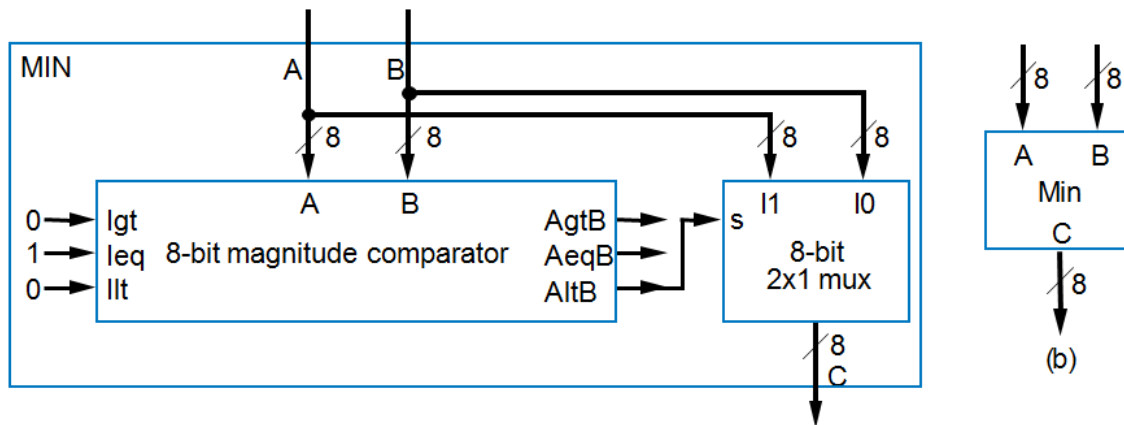 MIN
A
B
8
8
8
8
A
B
I1
I0
0
Igt
AgtB
s
1
Ieq
8-bit magnitude comparator
AeqB
8-bit
2x1 mux
0
Ilt
AltB
8
C
8
8
A
B
Min
C
8
(b)